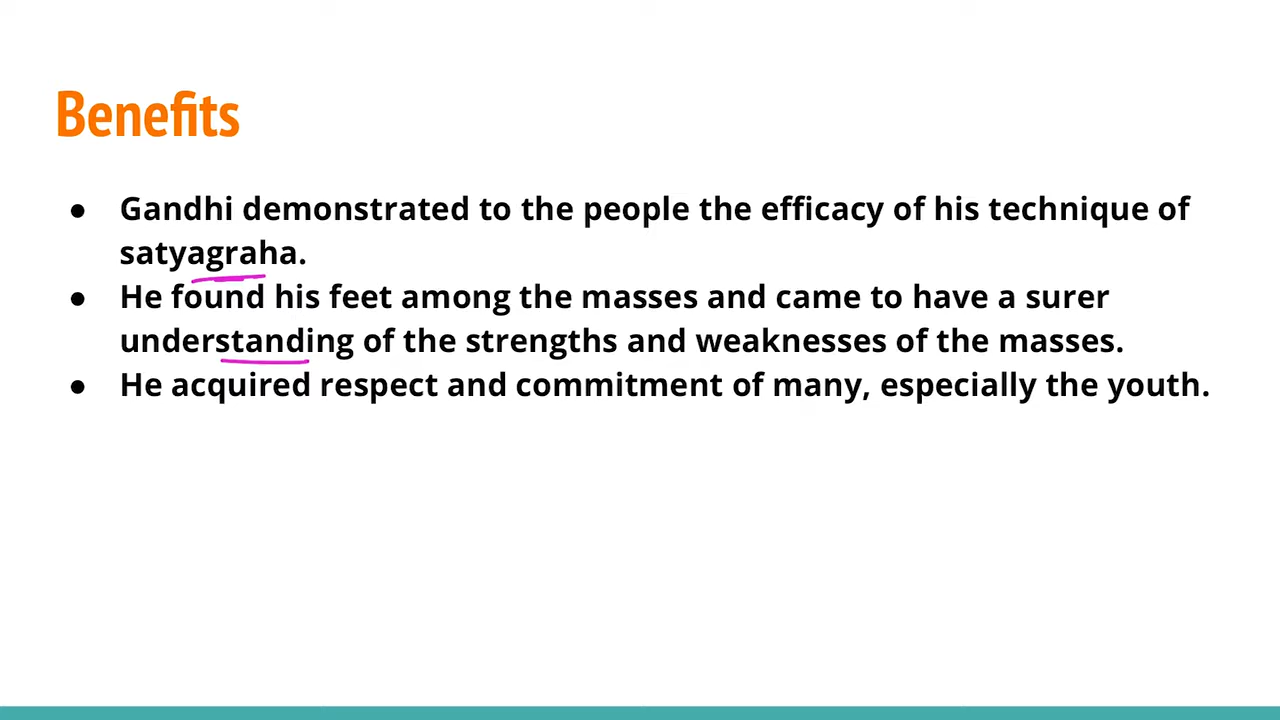 Benefits
● Gandhi demonstrated to the people the efficacy of his technique of
satyagraha.
● He found his feet among the masses and came to have a surer
understanding of the strengths and weaknesses of the masses.
● He acquired respect and commitment of many, especially the youth.